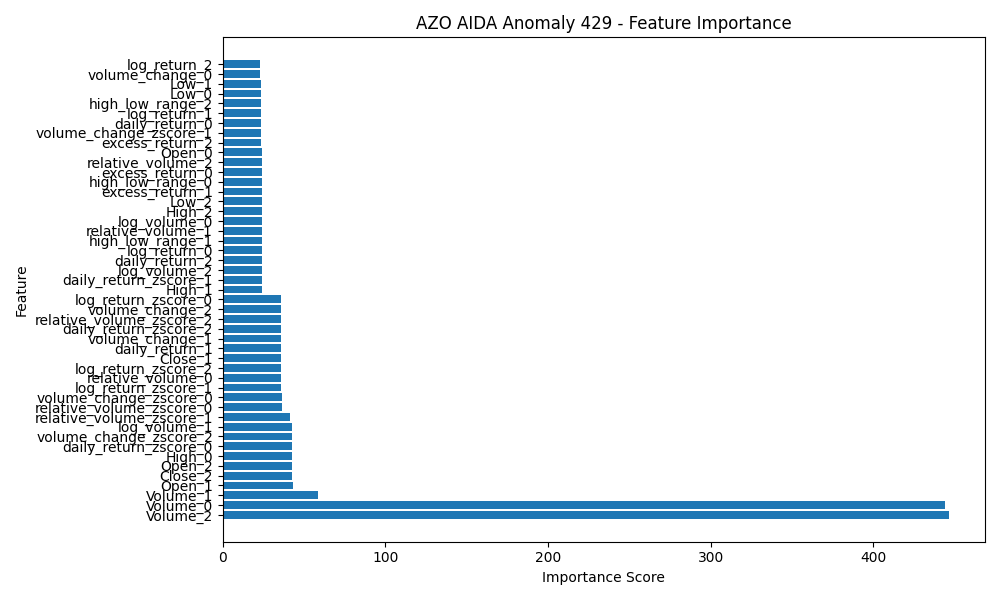 AZO AIDA Anomaly 429 - Feature Importance
log_return_2
volume_change_0
Low_1
Low_0
high_low_range_2
log_return_1
daily_return_0
volume_change_zscore_1
excess_return_2
Open_0
relative_volume_2
excess_return_0
high_low_range_0
excess_return_1
Low_2
High_2
log_volume_0
relative_volume_1
high_low_range_1
log_return_0
daily_return_2
log_volume_2
daily_return_zscore_1
High_1
log_return_zscore_0
volume_change_2
relative_volume_zscore_2
daily_return_zscore_2
volume_change_1
daily_return_1
Close_1
log_return_zscore_2
relative_volume_0
log_return_zscore_1
volume_change_zscore_0
relative_volume_zscore_0
relative_volume_zscore_1
log_volume_1
volume_change_zscore_2
daily_return_zscore_0
High_0
Open_2
Close_2
Open_1
Volume_1
Volume_0
Volume_2
Feature
0 100 200 300 400
Importance Score